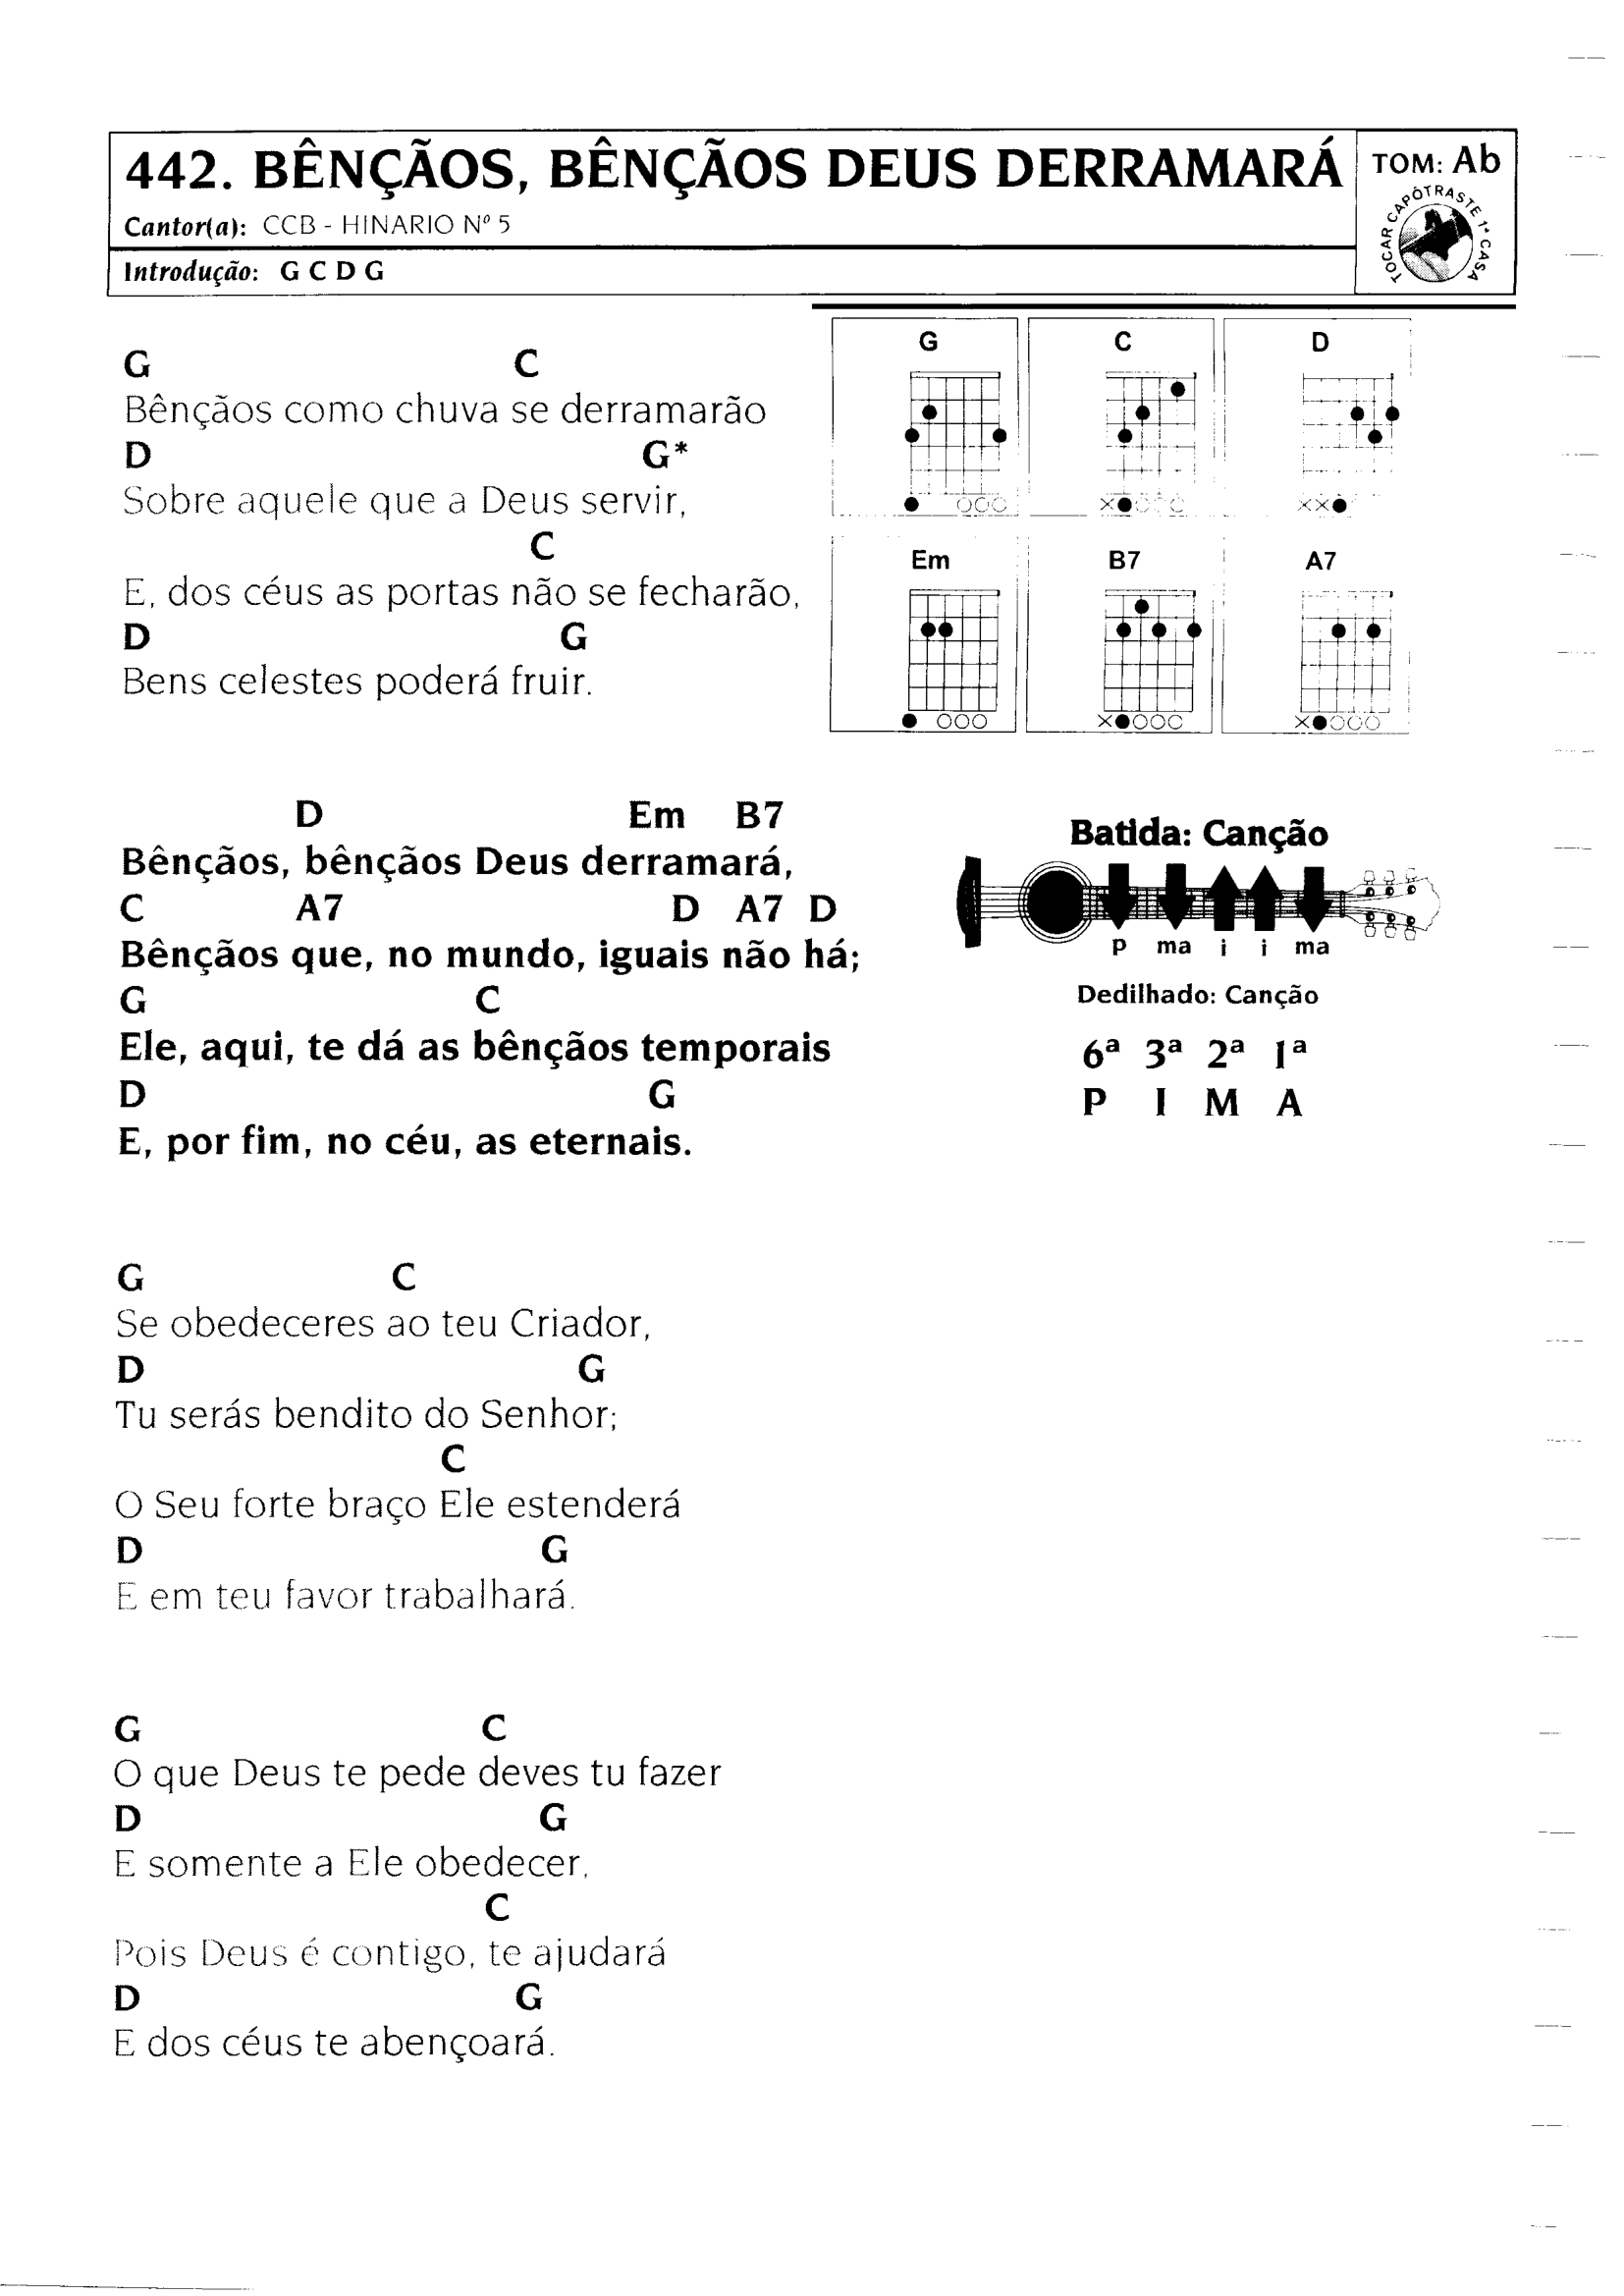 442. BÊNÇÃOS, BÊNÇÃOS DEUS DERRAMARÁ
Cantor(a): CCB - HINARIO Nº 5
Introdução: G C D G
TOM: Ab
TOCAR CAPÓTRASTE 1ª CASA
G C
Bênçãos como chuva se derramarão
D G*
Sobre aquele que a Deus servir,
C
E, dos céus as portas não se fecharão,
D G
Bens celestes poderá fruir.
G C D
Em B7 A7
D Em B7
Bênçãos, bênçãos Deus derramará,
C A7 D A7 D
Bênçãos que, no mundo, iguais não há;
G C
Ele, aqui, te dá as bênçãos temporais
D G
E, por fim, no céu, as eternais.
Batida: Canção
p ma i i ma
Dedilhado: Canção
6ª 3ª 2ª 1ª
P I M A
G C
Se obedeceres ao teu Criador,
D G
Tu serás bendito do Senhor;
C
O Seu forte braço Ele estenderá
D G
E em teu favor trabalhará.
G C
O que Deus te pede deves tu fazer
D G
E somente a Ele obedecer,
C
Pois Deus é contigo, te ajudará
D G
E dos céus te abençoará.